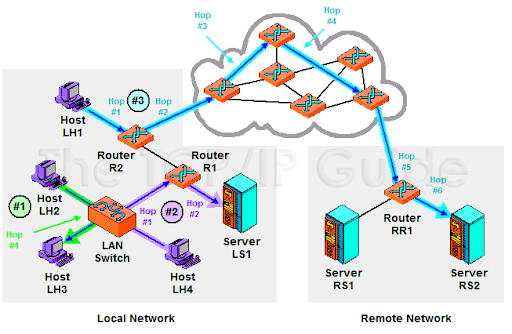 Hop
#3
Hop
#4
Host
LH1
Hop
#1
#3
Hop
#2
Router
R2
Router
R1
The TCP/IP Guide
Hop
#5
Hop
#6
Host
LH2
#1
Hop
#1
Hop
#1
#2
Hop
#2
LAN
Switch
Server
LS1
Router
RR1
Host
LH3
Host
LH4
Server
RS1
Server
RS2
Local Network
Remote Network